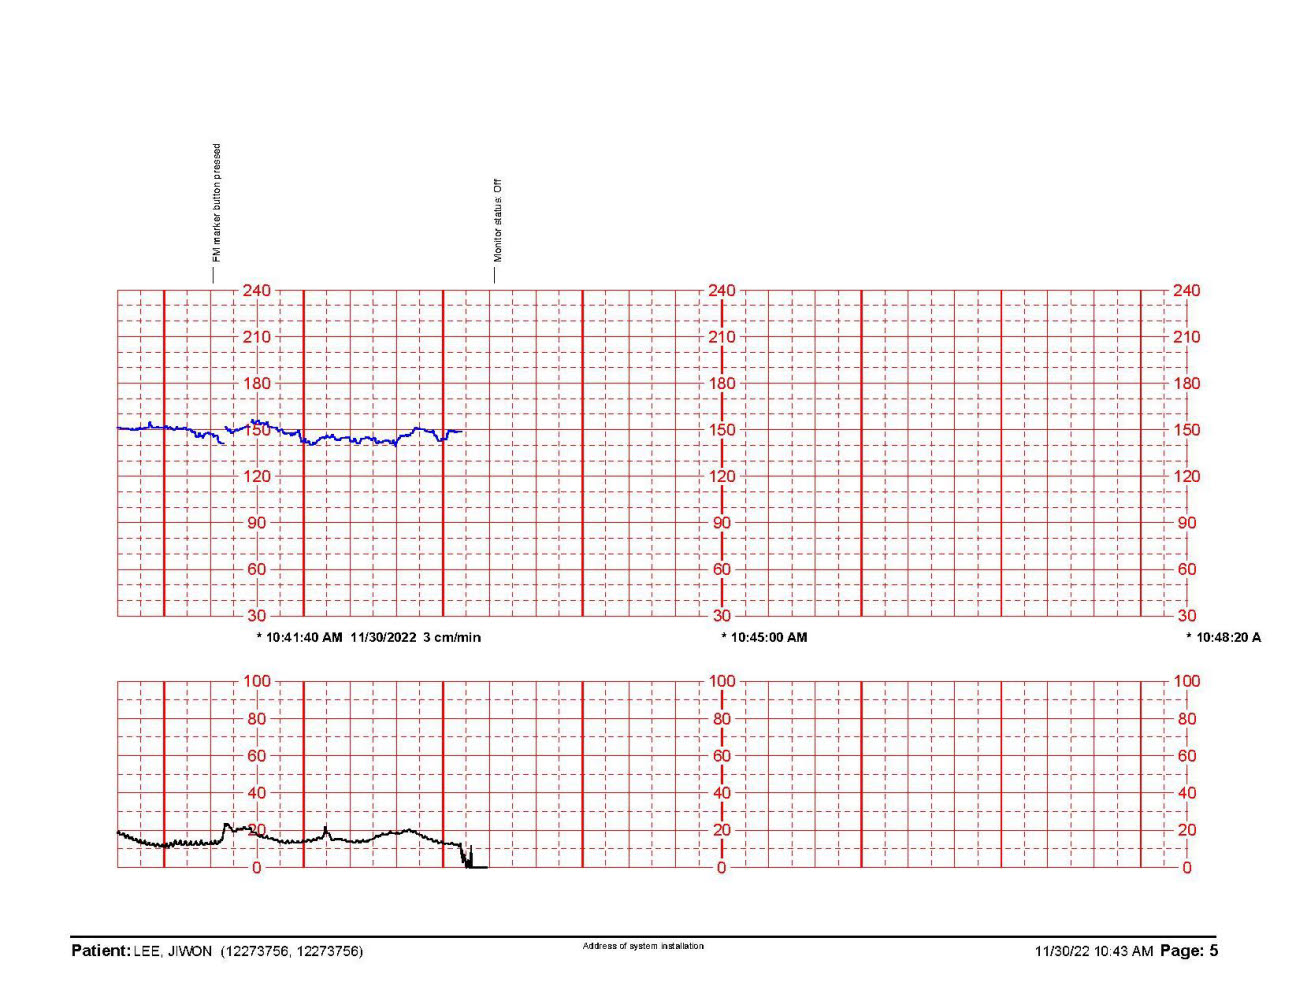 FM marker button pressed
Monitor status: Off
240 240 240
210 210 210
180 180 180
150 150 150
120 120 120
90 90 90
60 60 60
30 30 30
* 10:41:40 AM 11/30/2022 3 cm/min * 10:45:00 AM * 10:48:20 A
100 100 100
80 80 80
60 60 60
40 40 40
20 20 20
0 0 0
Patient: LEE, JIWON (12273756, 12273756) Address of system installation 11/30/22 10:43 AM Page: 5